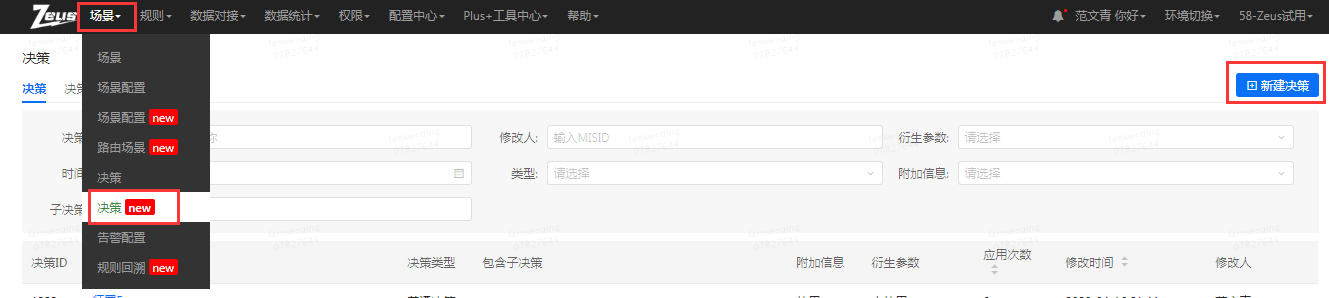 Zeus 场景 规则 数据对接 数据统计 权限 配置中心 Plus+工具中心 帮助 范文青 你好 环境切换 58-Zeus试用
决策
场景
决策
场景配置
新建决策
场景配置 new
修改人: 输入MISID 衍生参数: 请选择
路由场景 new
时间
决策
类型: 请选择 附加信息: 请选择
子决策
决策 new
告警配置
规则回溯 new
决策ID 决策类型 包含子决策 附加信息 衍生参数 应用次数 修改时间 修改人
fanwenqing
07827644